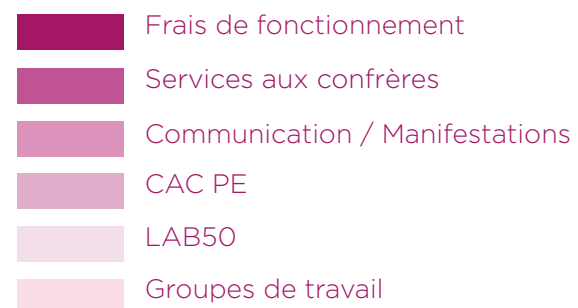 Frais de fonctionnement
Services aux confrères
Communication / Manifestations
CAC PE
LAB50
Groupes de travail